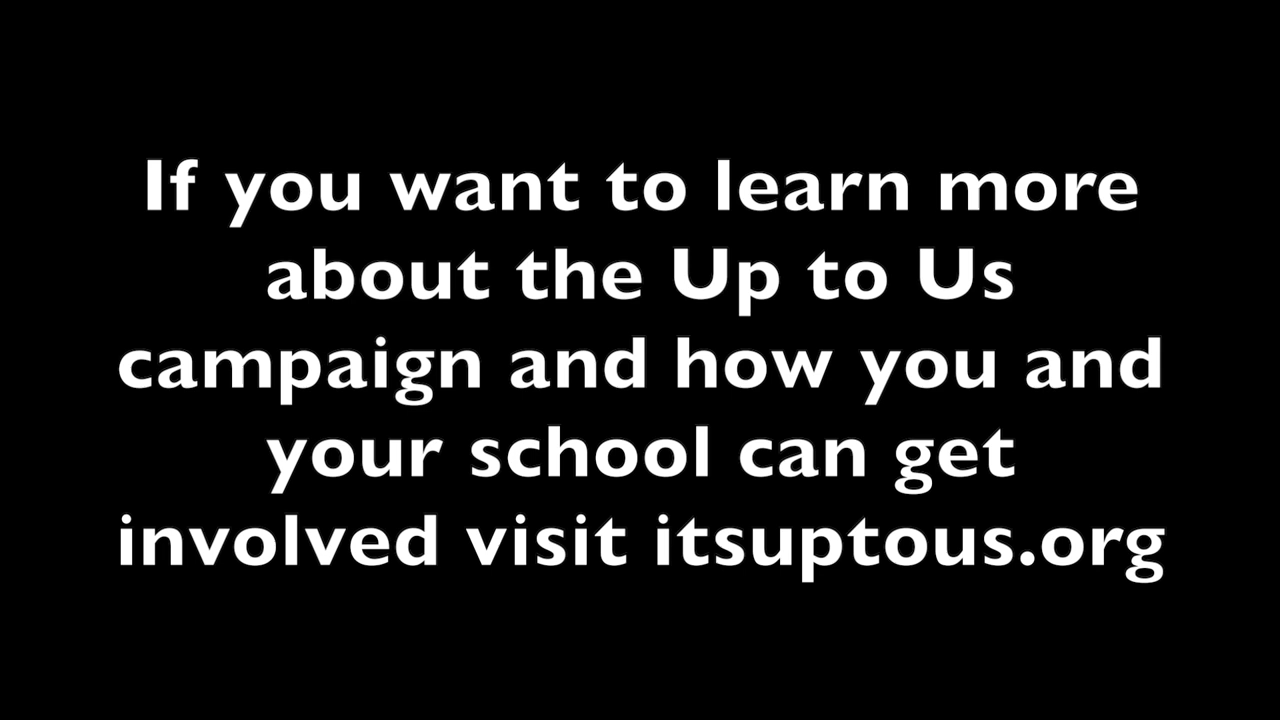 If you want to learn more
about the Up to Us
campaign and how you and
your school can get
involved visit itsuptous.org